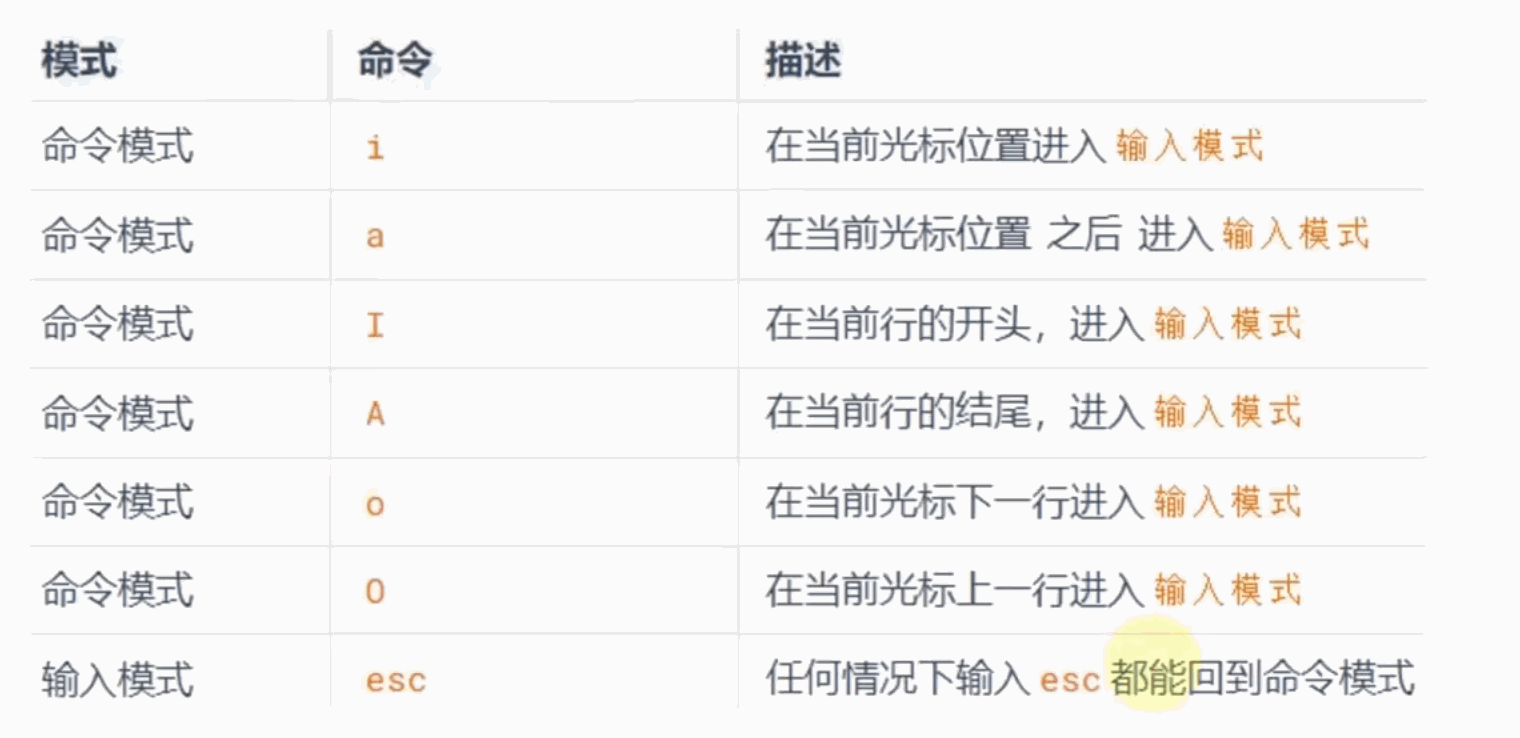 模式 命令 描述
命令模式 i 在当前光标位置进入 输入模式
命令模式 a 在当前光标位置 之后 进入 输入模式
命令模式 I 在当前行的开头，进入 输入模式
命令模式 A 在当前行的结尾，进入 输入模式
命令模式 o 在当前光标下一行进入 输入模式
命令模式 O 在当前光标上一行进入 输入模式
输入模式 esc 任何情况下输入 esc 都能回到命令模式